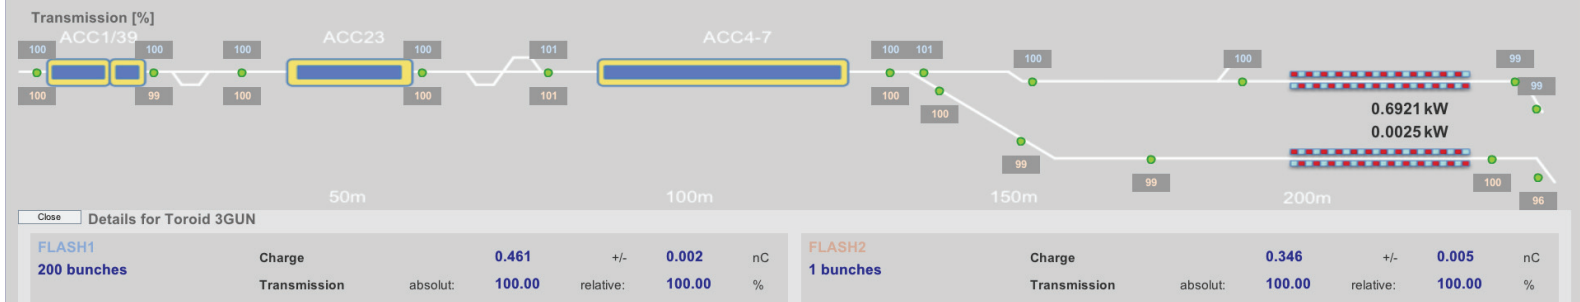 Transmission [%]
ACC1/39 ACC23 ACC4-7
100 100 100 100 101 100 101 100 100 99
99
100 99 100 100 101 100
100
0.6921 kW
0.0025 kW
99
99 100
96
50m 100m 150m 200m
Close Details for Toroid 3GUN
FLASH1
200 bunches
Charge 0.461 +/- 0.002 nC
Transmission absolut: 100.00 relative: 100.00 %
FLASH2
1 bunches
Charge 0.346 +/- 0.005 nC
Transmission absolut: 100.00 relative: 100.00 %